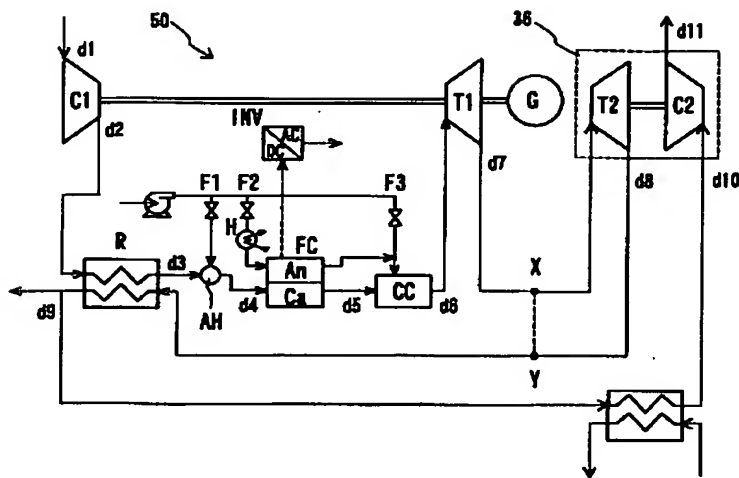 50
36
d1
d11
C1
T1
G
T2
C2
d2
INV
AC
DC
d7
d8
d10
F1
F2
F3
H
FC
R
d3
An
X
Ca
CC
d4
d5
d6
d9
AH
Y